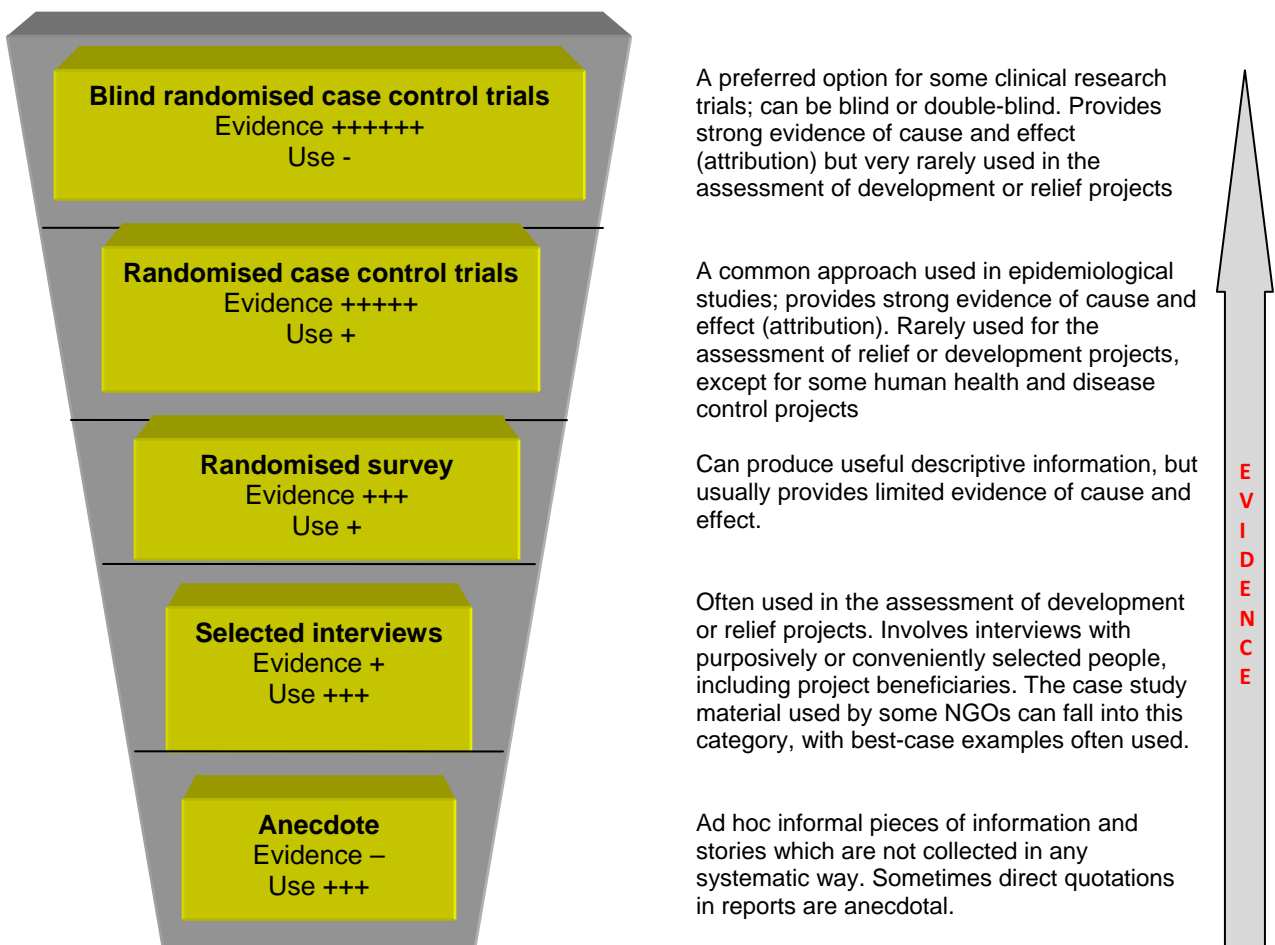 Blind randomised case control trials
Evidence ++++++
Use -
A preferred option for some clinical research
trials; can be blind or double-blind. Provides
strong evidence of cause and effect
(attribution) but very rarely used in the
assessment of development or relief projects
Randomised case control trials
Evidence +++++
Use +
A common approach used in epidemiological
studies; provides strong evidence of cause and
effect (attribution). Rarely used for the
assessment of relief or development projects,
except for some human health and disease
control projects
Randomised survey
Evidence +++
Use +
Can produce useful descriptive information, but
usually provides limited evidence of cause and
effect.
Selected interviews
Evidence +
Use +++
Often used in the assessment of development
or relief projects. Involves interviews with
purposively or conveniently selected people,
including project beneficiaries. The case study
material used by some NGOs can fall into this
category, with best-case examples often used.
Anecdote
Evidence –
Use +++
Ad hoc informal pieces of information and
stories which are not collected in any
systematic way. Sometimes direct quotations
in reports are anecdotal.
E
V
I
D
E
N
C
E